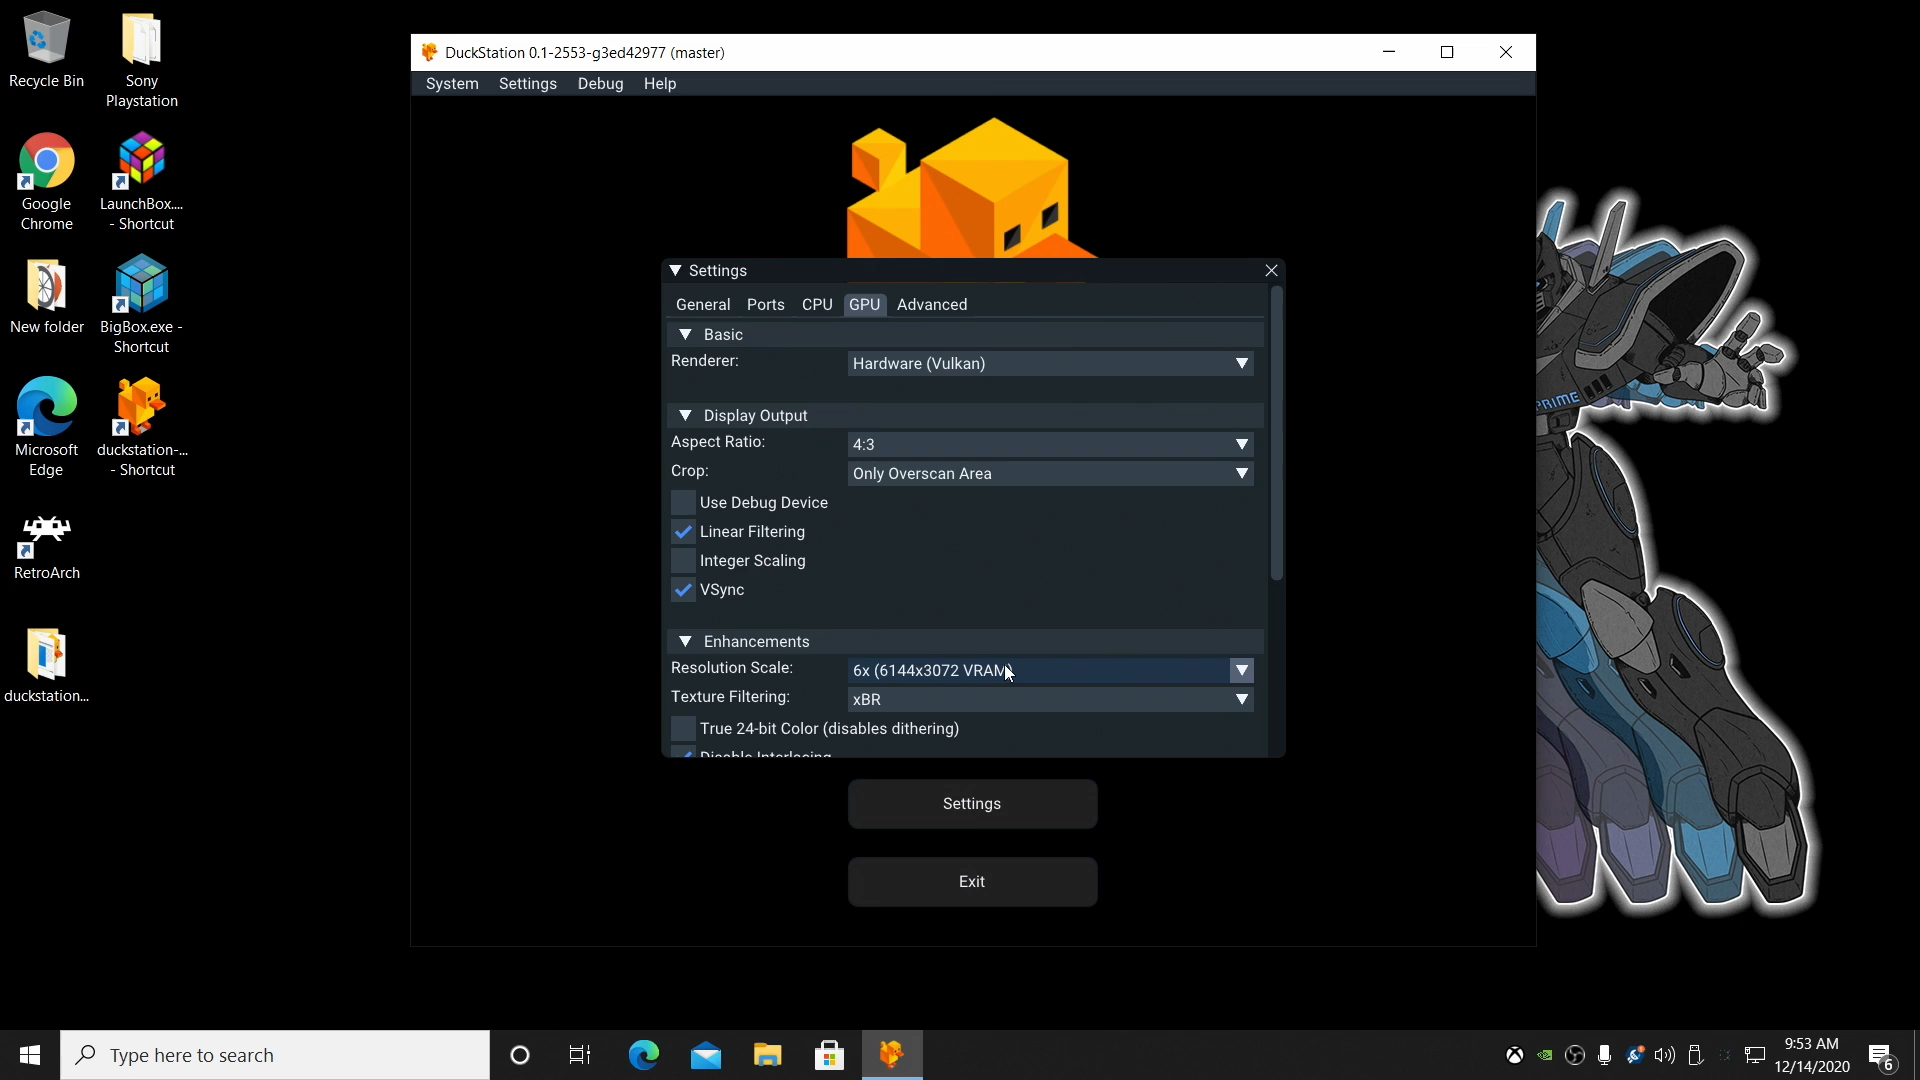 Recycle Bin
Sony
Playstation
Google
Chrome
LaunchBox....
- Shortcut
New folder
BigBox.exe -
Shortcut
Microsoft
Edge
duckstation-...
- Shortcut
RetroArch
duckstation...
DuckStation 0.1-2553-g3ed42977 (master)
System Settings Debug Help
Settings
General Ports CPU GPU Advanced
Basic
Renderer: Hardware (Vulkan)
Display Output
Aspect Ratio: 4:3
Crop: Only Overscan Area
Use Debug Device
Linear Filtering
Integer Scaling
VSync
Enhancements
Resolution Scale: 6x (6144x3072 VRAM)
Texture Filtering: xBR
True 24-bit Color (disables dithering)
Disable Interlacing
Settings
Exit
PRIME
Type here to search
9:53 AM
12/14/2020
6